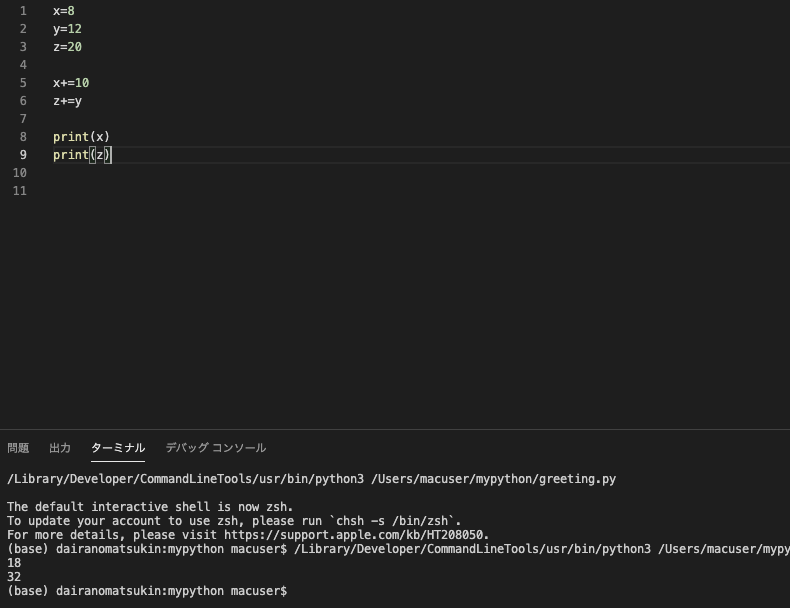 1 x=8
2 y=12
3 z=20
4
5 x+=10
6 z+=y
7
8 print(x)
9 print(z)
10
11
問題 出力 ターミナル デバッグ コンソール
/Library/Developer/CommandLineTools/usr/bin/python3 /Users/macuser/mypython/greeting.py
The default interactive shell is now zsh.
To update your account to use zsh, please run `chsh -s /bin/zsh`.
For more details, please visit https://support.apple.com/kb/HT208050.
(base) dairanomatsukin:mypython macuser$ /Library/Developer/CommandLineTools/usr/bin/python3 /Users/macuser/mypy
18
32
(base) dairanomatsukin:mypython macuser$